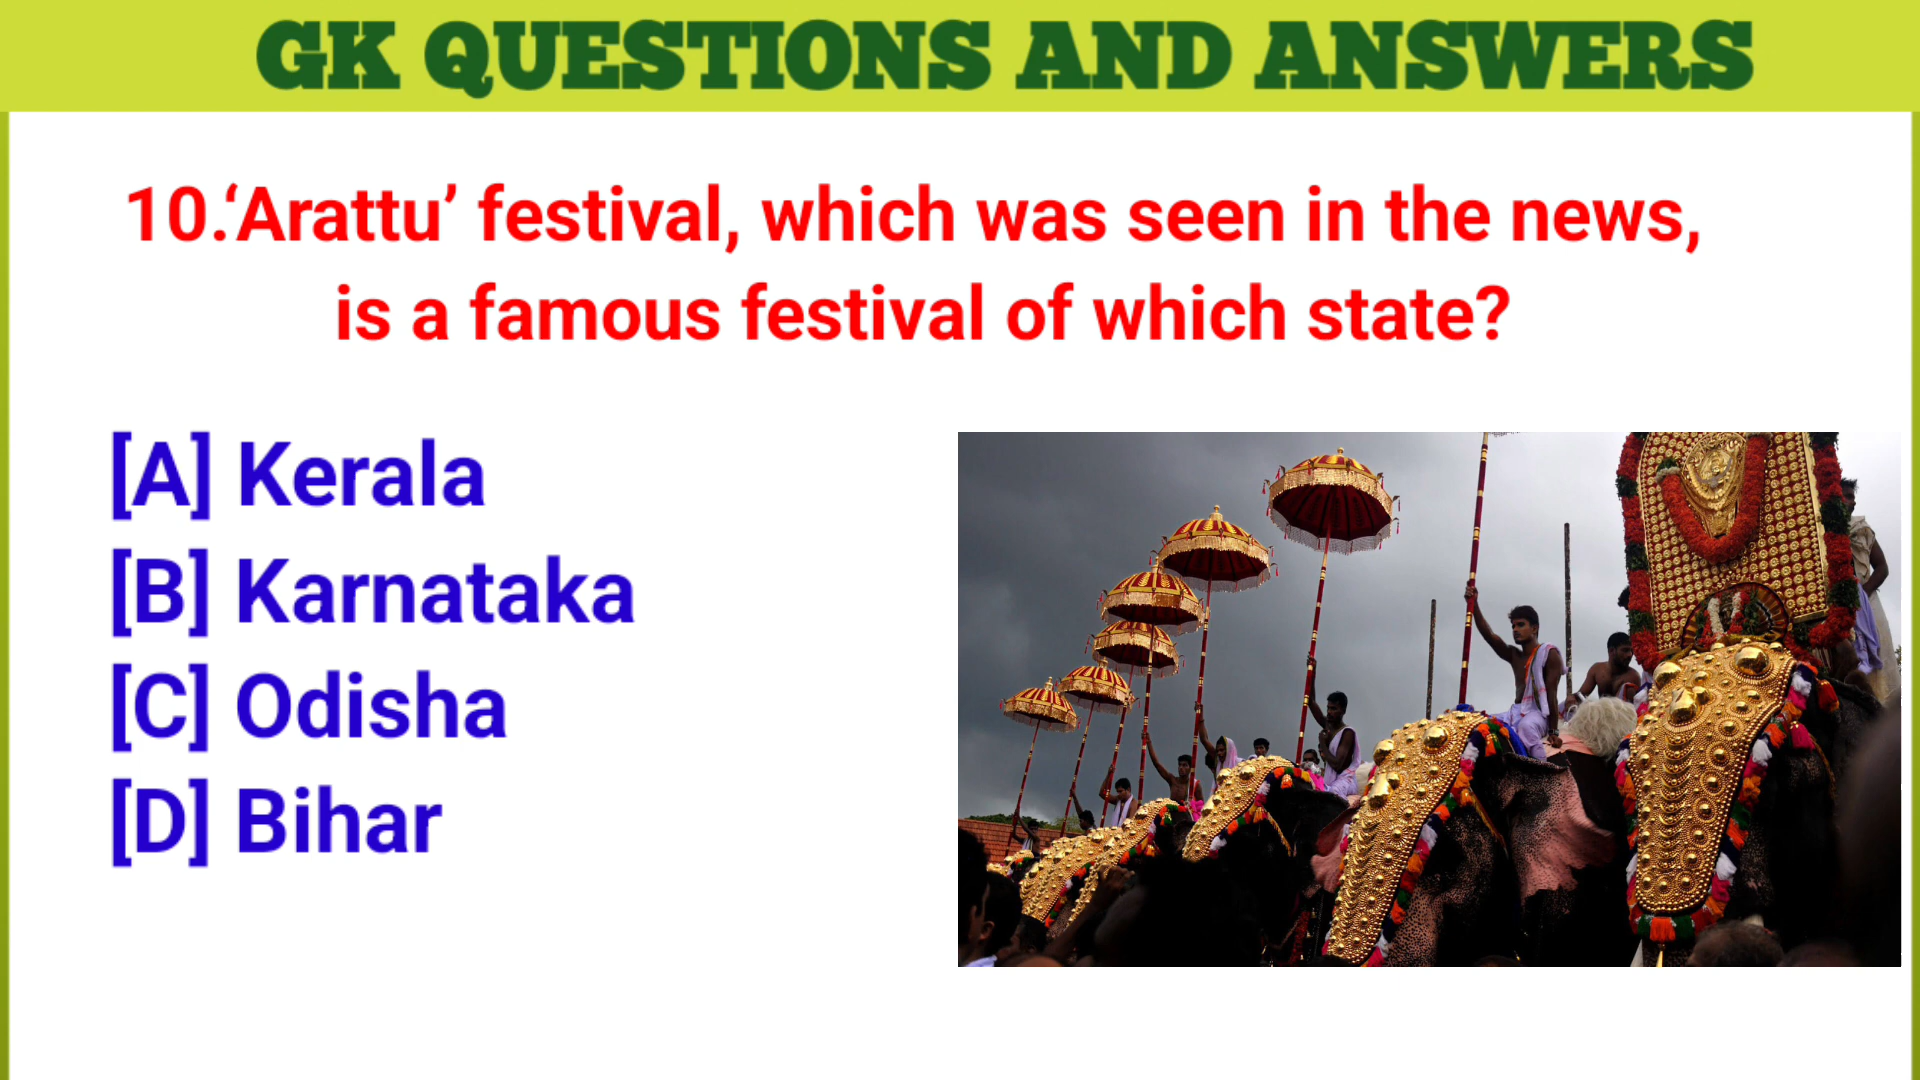 GK QUESTIONS AND ANSWERS
10.‘Arattu’ festival, which was seen in the news,
is a famous festival of which state?
[A] Kerala
[B] Karnataka
[C] Odisha
[D] Bihar